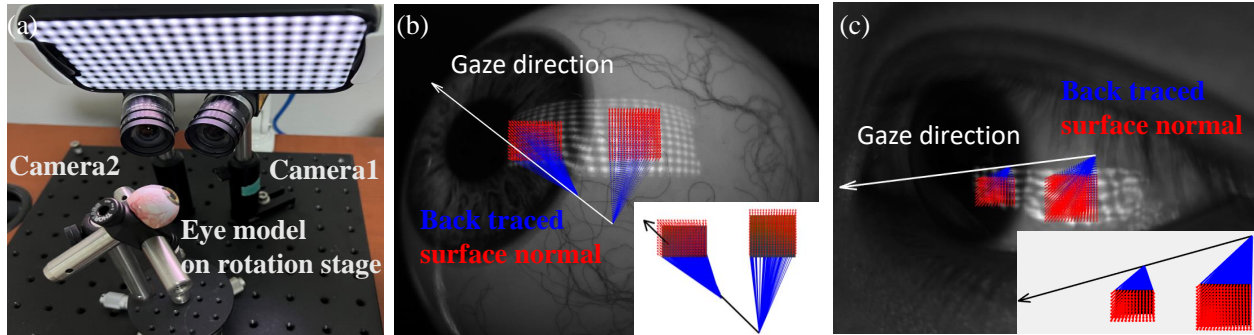 (a)
Camera2
Camera1
Eye model
on rotation stage
(b)
Gaze direction
Back traced
surface normal
(c)
Back traced
surface normal
Gaze direction